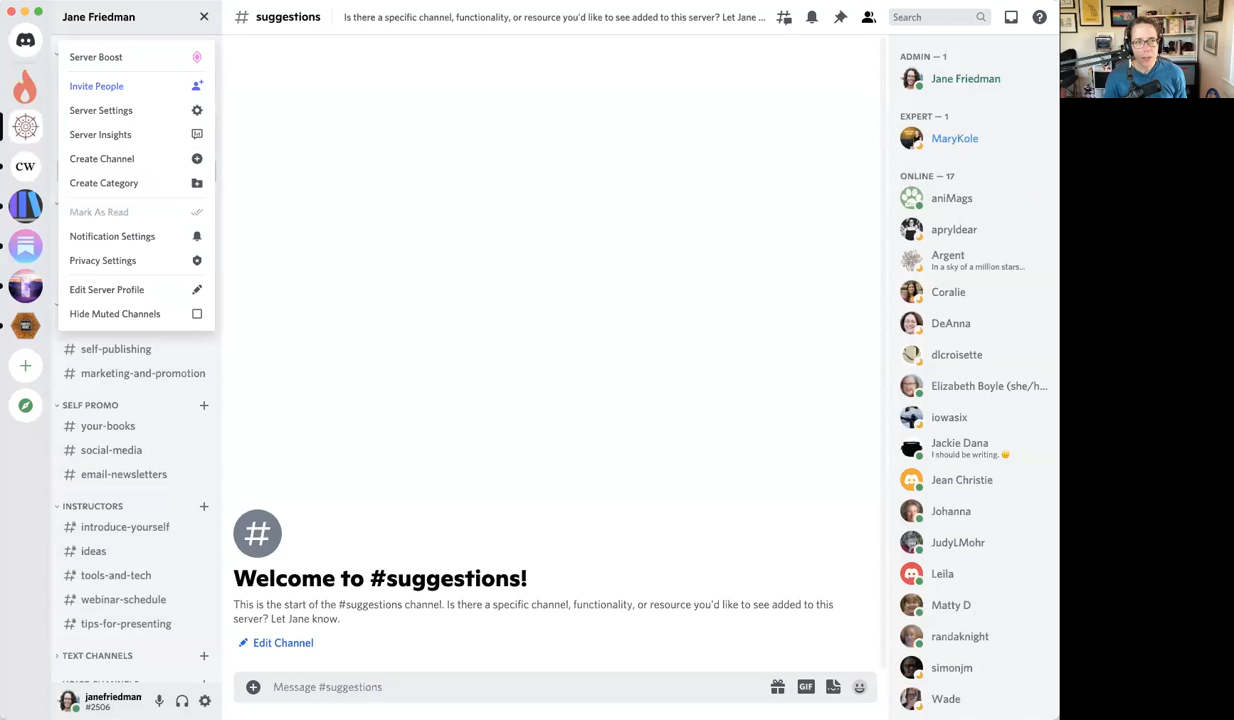 Jane Friedman
Server Boost
Invite People
Server Settings
Server Insights
Create Channel
Create Category
Mark As Read
Notification Settings
Privacy Settings
Edit Server Profile
Hide Muted Channels
CW
# self-publishing
# marketing-and-promotion
SELF PROMO
# your-books
# social-media
# email-newsletters
INSTRUCTORS
# introduce-yourself
# ideas
# tools-and-tech
# webinar-schedule
# tips-for-presenting
TEXT CHANNELS
janefriedman
#2506
# suggestions
Is there a specific channel, functionality, or resource you'd like to see added to this server? Let Jane ...
Search
Welcome to #suggestions!
This is the start of the #suggestions channel. Is there a specific channel, functionality, or resource you'd like to see added to this
server? Let Jane know.
Edit Channel
Message #suggestions
GIF
ADMIN — 1
Jane Friedman
EXPERT — 1
MaryKole
ONLINE — 17
aniMags
apryldear
Argent
In a sky of a million stars...
Coralie
DeAnna
dlcroisette
Elizabeth Boyle (she/h...
iowasix
Jackie Dana
I should be writing. 😬
Jean Christie
Johanna
JudyLMohr
Leila
Matty D
randaknight
simonjm
Wade